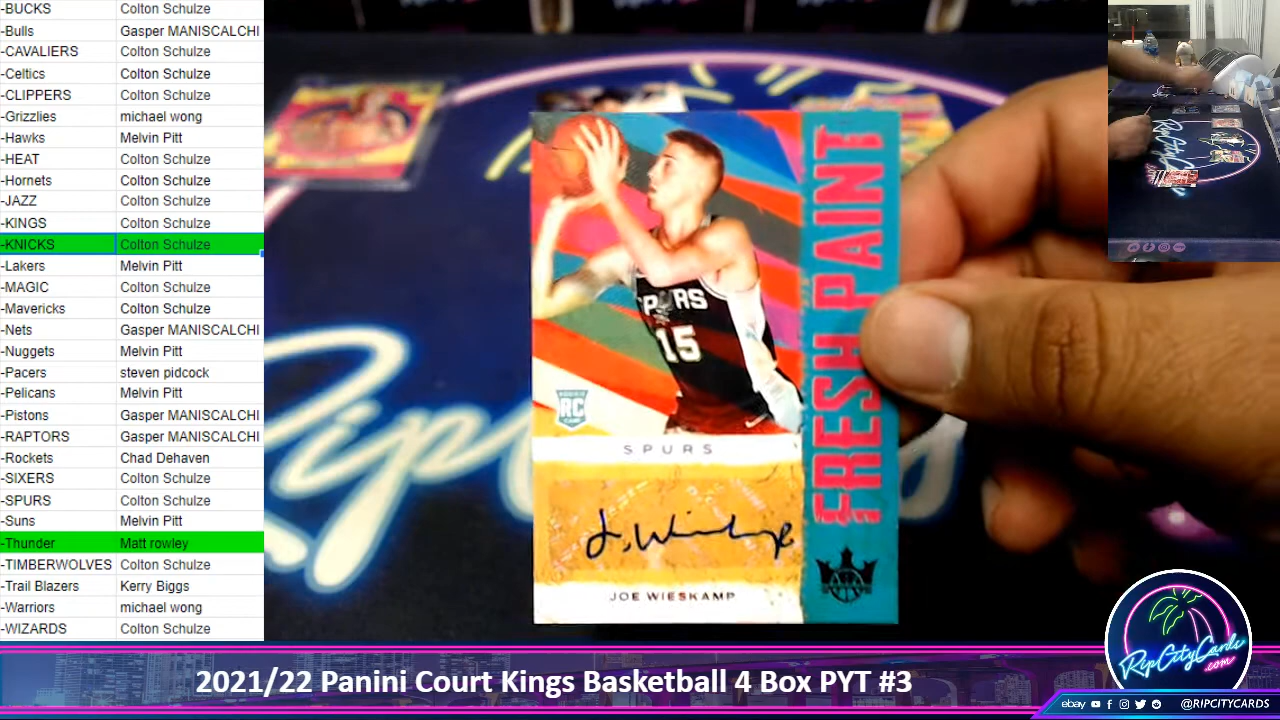 -BUCKS Colton Schulze
-Bulls Gasper MANISCALCHI
-CAVALIERS Colton Schulze
-Celtics Colton Schulze
-CLIPPERS Colton Schulze
-Grizzlies michael wong
-Hawks Melvin Pitt
-HEAT Colton Schulze
-Hornets Colton Schulze
-JAZZ Colton Schulze
-KINGS Colton Schulze
-KNICKS Colton Schulze
-Lakers Melvin Pitt
-MAGIC Colton Schulze
-Mavericks Colton Schulze
-Nets Gasper MANISCALCHI
-Nuggets Melvin Pitt
-Pacers steven pidcock
-Pelicans Melvin Pitt
-Pistons Gasper MANISCALCHI
-RAPTORS Gasper MANISCALCHI
-Rockets Chad Dehaven
-SIXERS Colton Schulze
-SPURS Colton Schulze
-Suns Melvin Pitt
-Thunder Matt rowley
-TIMBERWOLVES Colton Schulze
-Trail Blazers Kerry Biggs
-Warriors michael wong
-WIZARDS Colton Schulze
SPURS
15
RC
SPURS
J. Wieskamp
JOE WIESKAMP
FRESH PAINT
Rip
RipCityCards
.com
2021/22 Panini Court Kings Basketball 4 Box PYT #3
ebay @RIPCITYCARDS